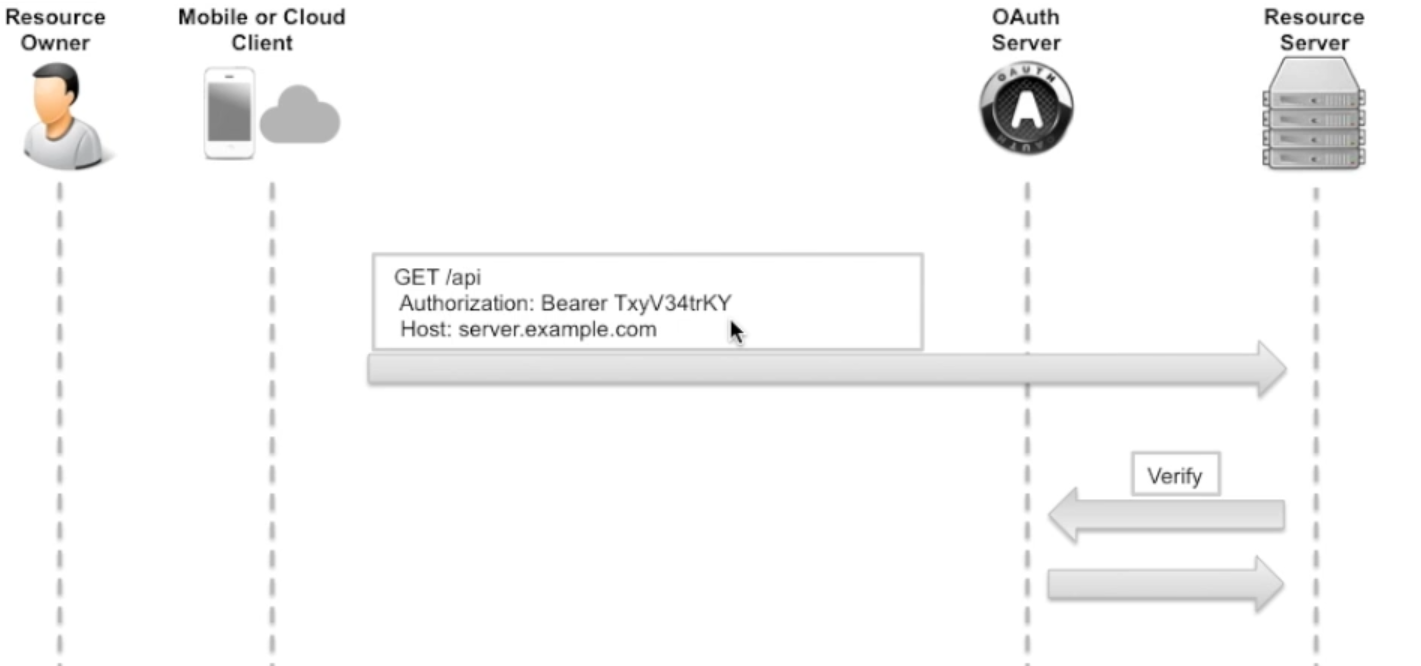 Resource
Owner
Mobile or Cloud
Client
OAuth
Server
Resource
Server
OAUTH
A
AUTH
GET /api
Authorization: Bearer TxyV34trKY
Host: server.example.com
Verify